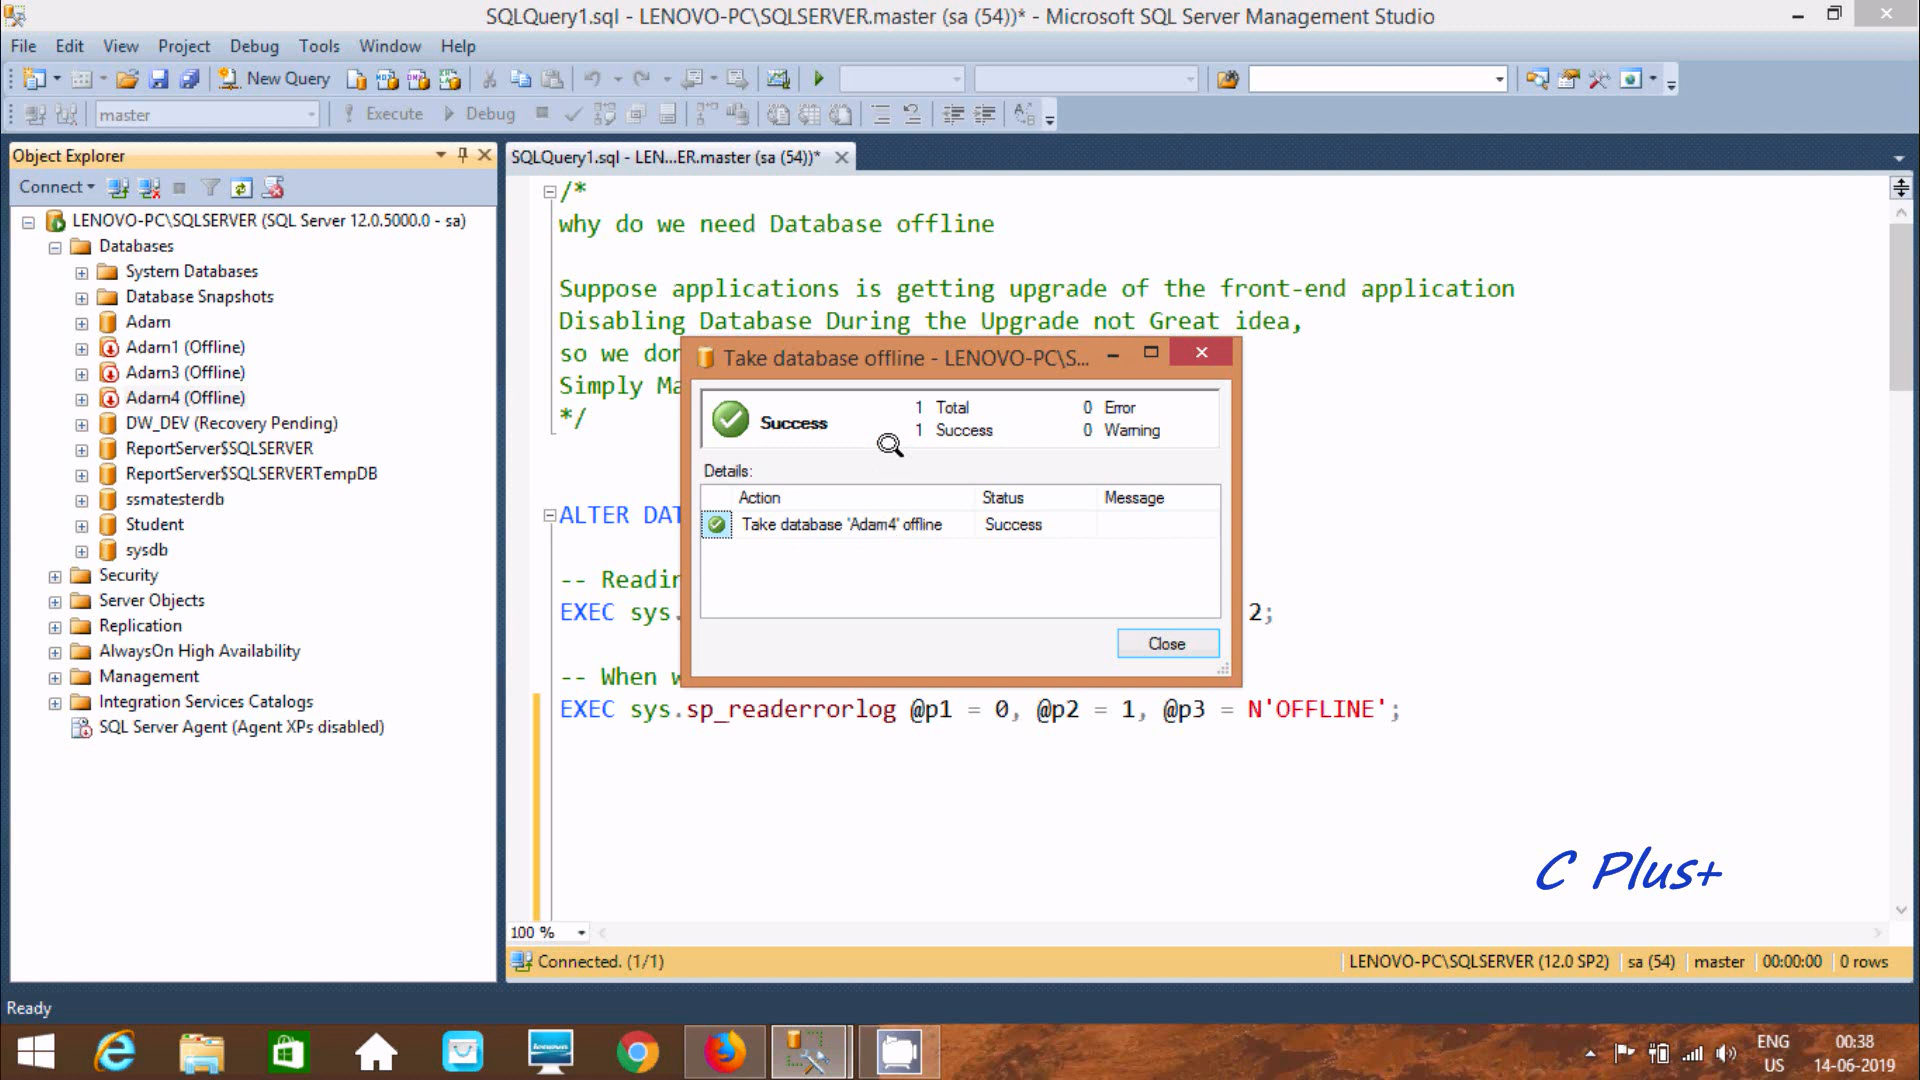 SQLQuery1.sql - LENOVO-PC\SQLSERVER.master (sa (54))* - Microsoft SQL Server Management Studio
File Edit View Project Debug Tools Window Help
New Query
master Execute Debug
Object Explorer
Connect
LENOVO-PC\SQLSERVER (SQL Server 12.0.5000.0 - sa)
Databases
System Databases
Database Snapshots
Adam
Adam1 (Offline)
Adam3 (Offline)
Adam4 (Offline)
DW_DEV (Recovery Pending)
ReportServer$SQLSERVER
ReportServer$SQLSERVERTempDB
ssmatesterdb
Student
sysdb
Security
Server Objects
Replication
AlwaysOn High Availability
Management
Integration Services Catalogs
SQL Server Agent (Agent XPs disabled)
SQLQuery1.sql - LEN...ER.master (sa (54))*
/*
why do we need Database offline
Suppose applications is getting upgrade of the front-end application
Disabling Database During the Upgrade not Great idea,
so we
Simply
*/
ALTER
--
EXEC sys. 2;
-- When
EXEC sys.sp_readerrorlog @p1 = 0, @p2 = 1, @p3 = N'OFFLINE';
Take database offline - LENOVO-PC\S...
Success
1 Total 0 Error
1 Success 0 Warning
Details:
Action Status Message
Take database 'Adam4' offline Success
Close
C Plus+
100 %
Connected. (1/1) LENOVO-PC\SQLSERVER (12.0 SP2) sa (54) master 00:00:00 0 rows
Ready
lenovo
ENG
US
00:38
14-06-2019